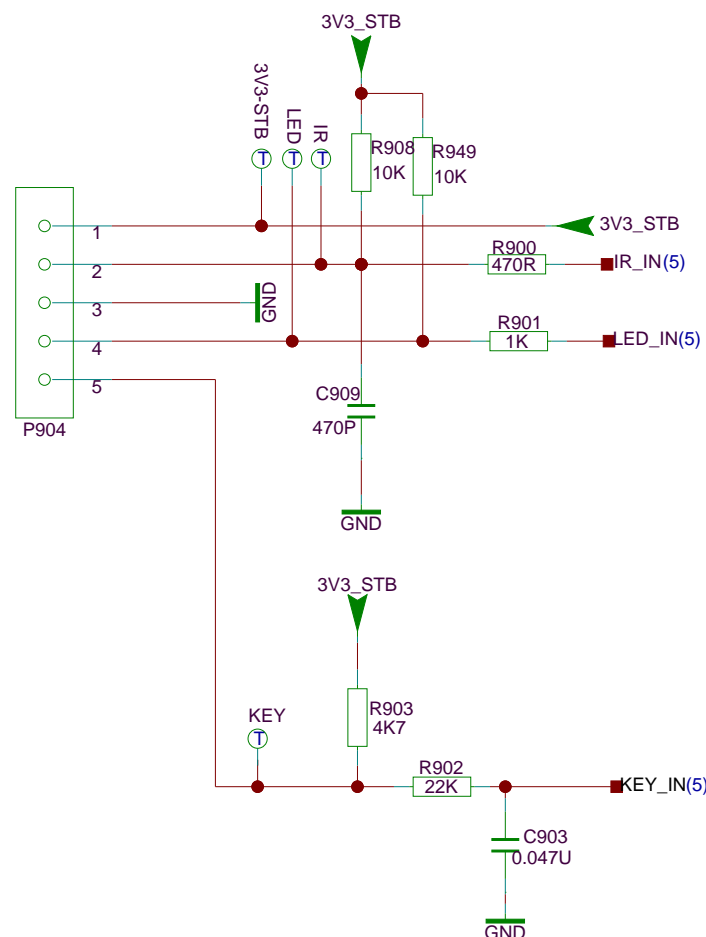 3V3_STB
3V3-STB
LED
IR
T
T
T
R908
10K
R949
10K
1
3V3_STB
2
R900
470R
IR_IN(5)
3
GND
4
R901
1K
LED_IN(5)
5
P904
C909
470P
GND
3V3_STB
R903
4K7
KEY
T
R902
22K
KEY_IN(5)
C903
0.047U
GND